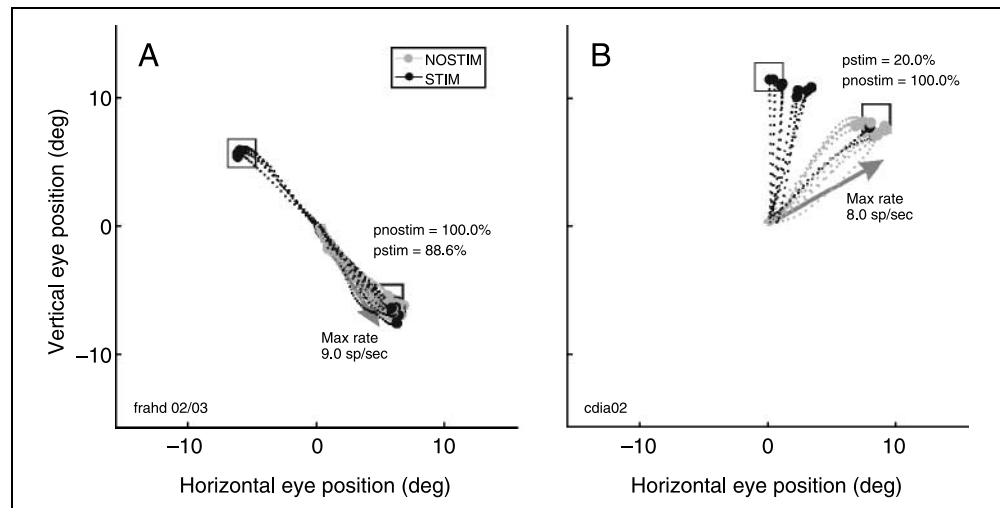 A
NOSTIM
STIM
10
0
−10
Vertical eye position (deg)
pnostim = 100.0%
pstim = 88.6%
Max rate
9.0 sp/sec
frahd 02/03
−10
0
10
Horizontal eye position (deg)
B
pstim = 20.0%
pnostim = 100.0%
Max rate
8.0 sp/sec
cdia02
−10
0
10
Horizontal eye position (deg)